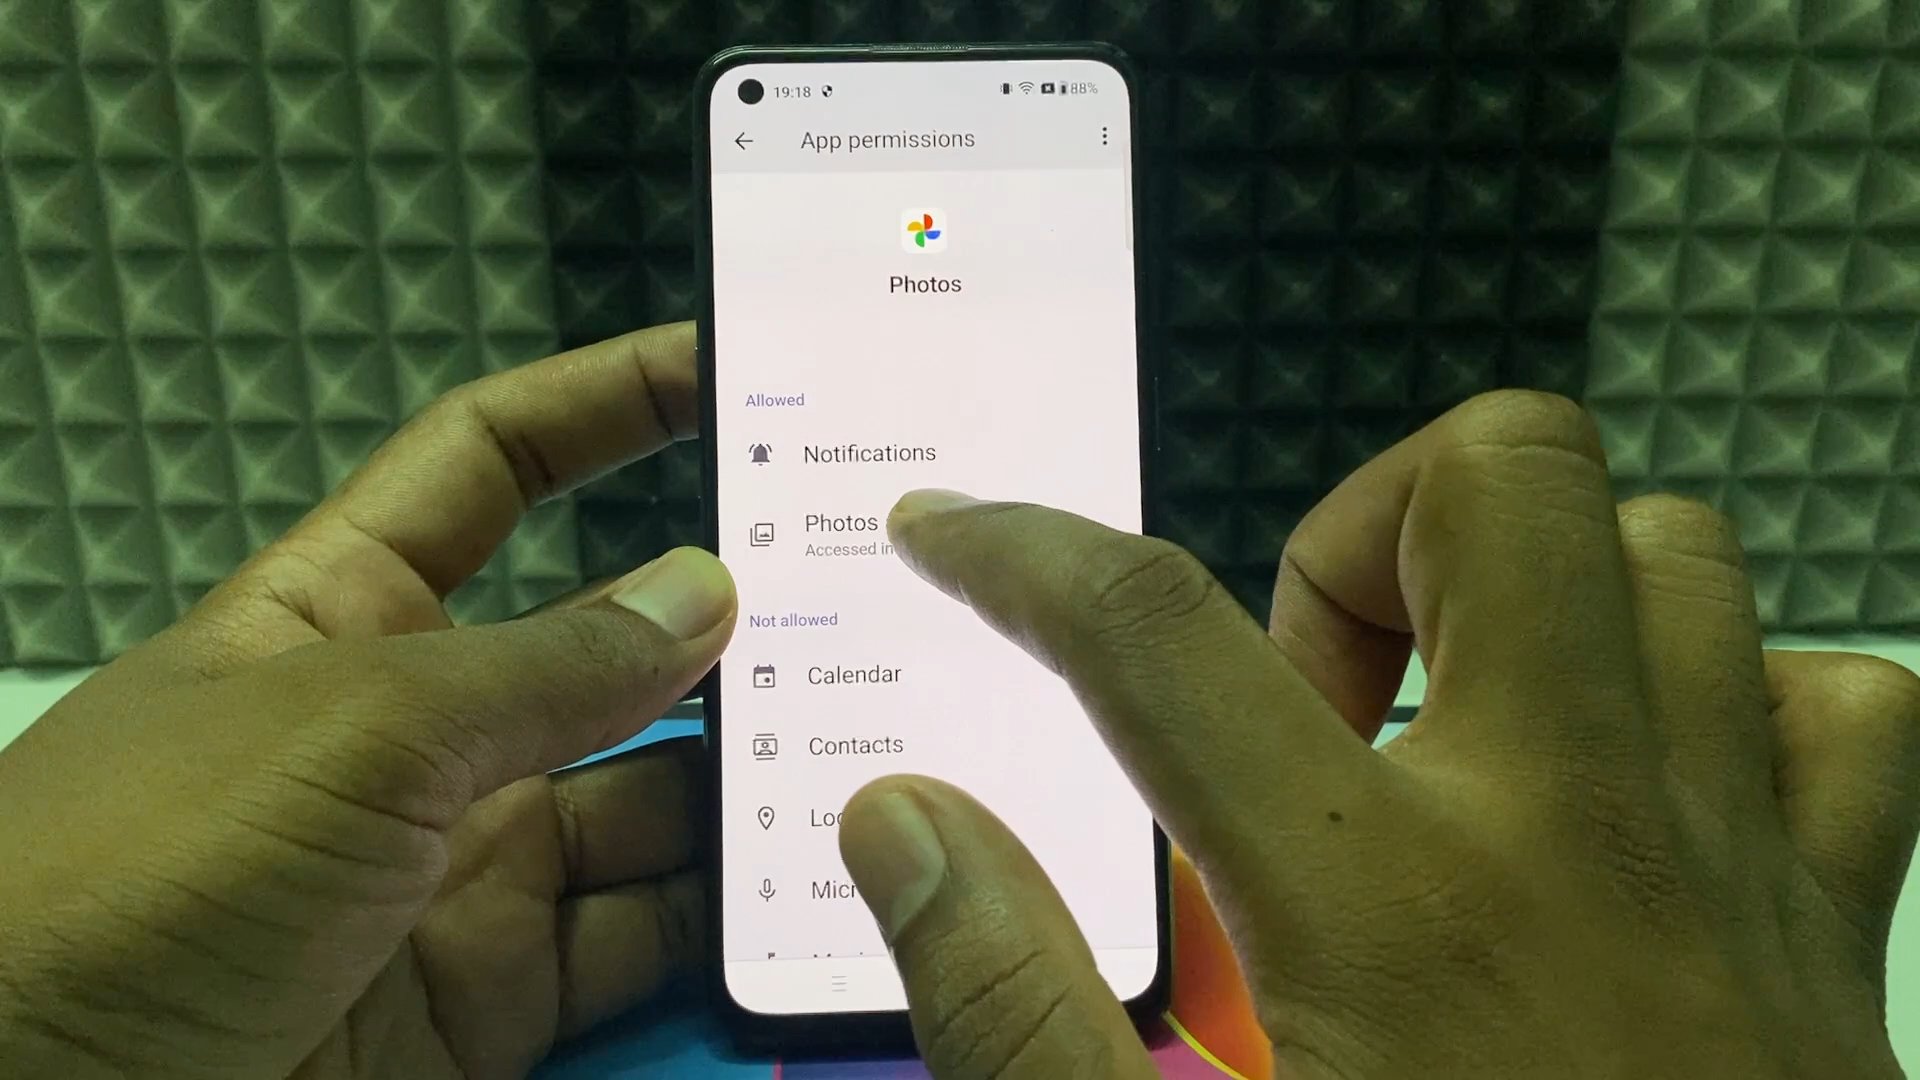 19:18 88%
App permissions
Photos
Allowed
Notifications
Photos
Accessed in
Not allowed
Calendar
Contacts